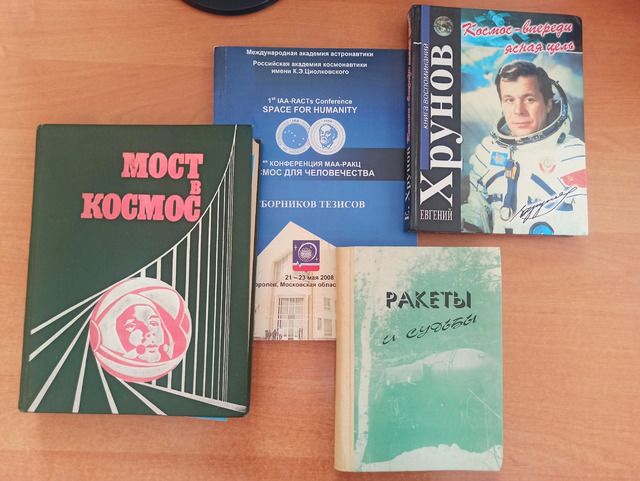 МОСТ
В
КОСМОС
Международная академия астронавтики
Российская академия космонавтики
имени К.Э.Циолковского
1st IAA-RACTs Conference
SPACE FOR HUMANITY
КОНФЕРЕНЦИЯ МАА-РАКЦ
ДЛЯ ЧЕЛОВЕЧЕСТВА
ТЕЗИСОВ
21 – 23 мая 2008
Московская
Е. ХРУНОВ
КНИГА ВОСПОМИНАНИЙ
ЕВГЕНИЙ
Хрунов
Космос-впереди
ясная цель
РАКЕТЫ
и судьбы